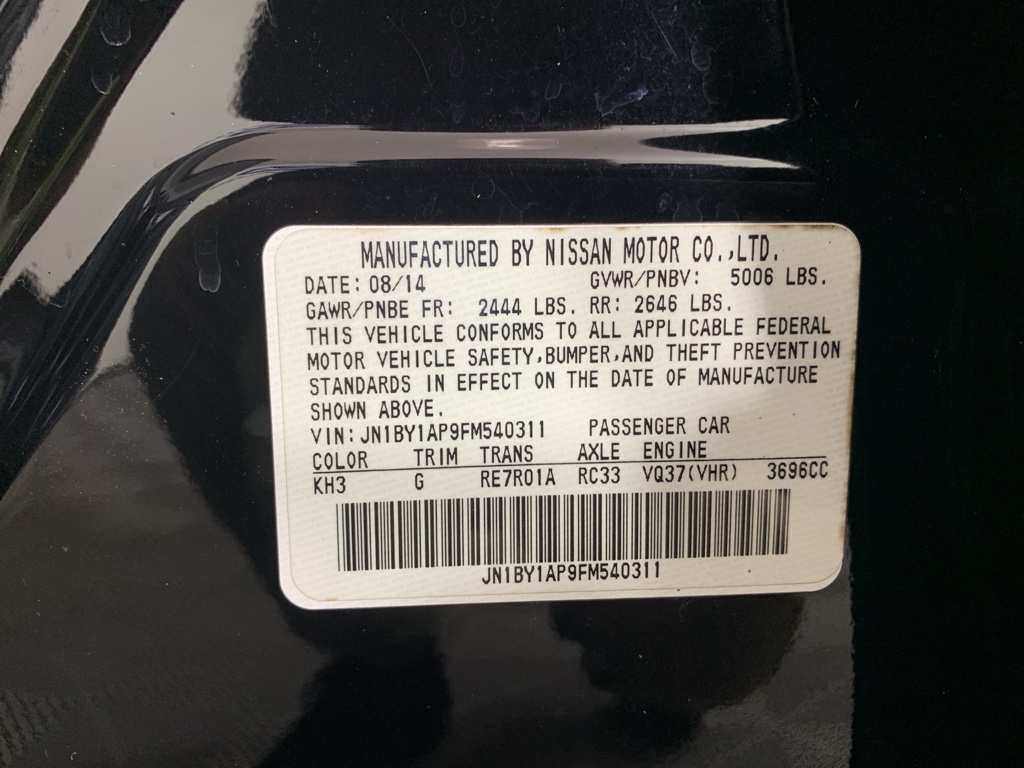 MANUFACTURED BY NISSAN MOTOR CO.,LTD.
DATE: 08/14 GVWR/PNBV: 5006 LBS.
GAWR/PNBE FR: 2444 LBS. RR: 2646 LBS.
THIS VEHICLE CONFORMS TO ALL APPLICABLE FEDERAL
MOTOR VEHICLE SAFETY,BUMPER,AND THEFT PREVENTION
STANDARDS IN EFFECT ON THE DATE OF MANUFACTURE
SHOWN ABOVE.
VIN: JN1BY1AP9FM540311 PASSENGER CAR
COLOR TRIM TRANS AXLE ENGINE
KH3 G RE7R01A RC33 VQ37(VHR) 3696CC
JN1BY1AP9FM540311